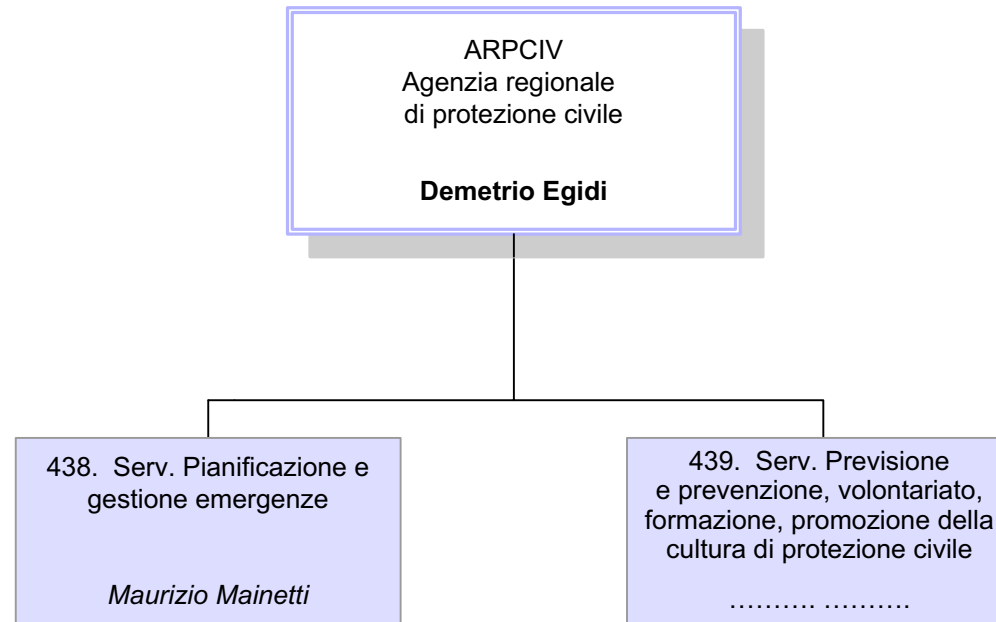 ARPCIV
Agenzia regionale
di protezione civile
Demetrio Egidi
438. Serv. Pianificazione e
gestione emergenze
Maurizio Mainetti
439. Serv. Previsione
e prevenzione, volontariato,
formazione, promozione della
cultura di protezione civile
.......... ..........